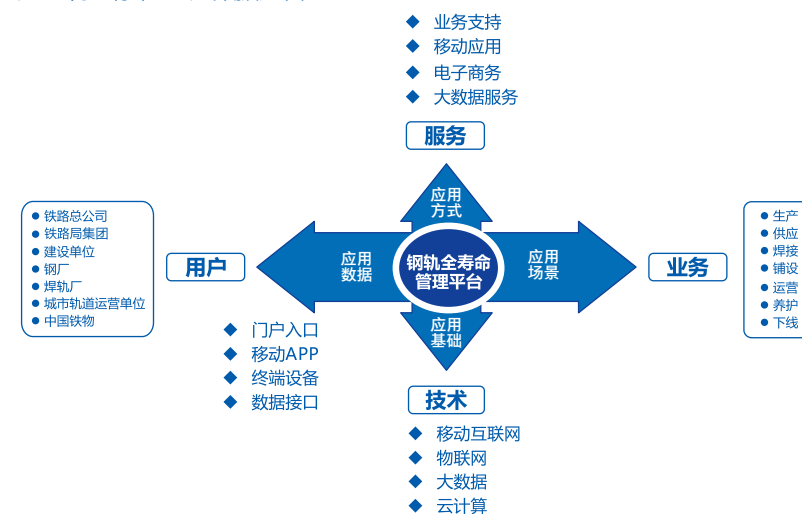 业务支持
移动应用
电子商务
大数据服务
服务
应用
方式
铁路总公司
铁路局集团
建设单位
钢厂
焊轨厂
城市轨道运营单位
中国铁物
用户
应用
数据
钢轨全寿命
管理平台
应用
场景
业务
生产
供应
焊接
铺设
运营
养护
下线
门户入口
移动APP
终端设备
数据接口
应用
基础
技术
移动互联网
物联网
大数据
云计算